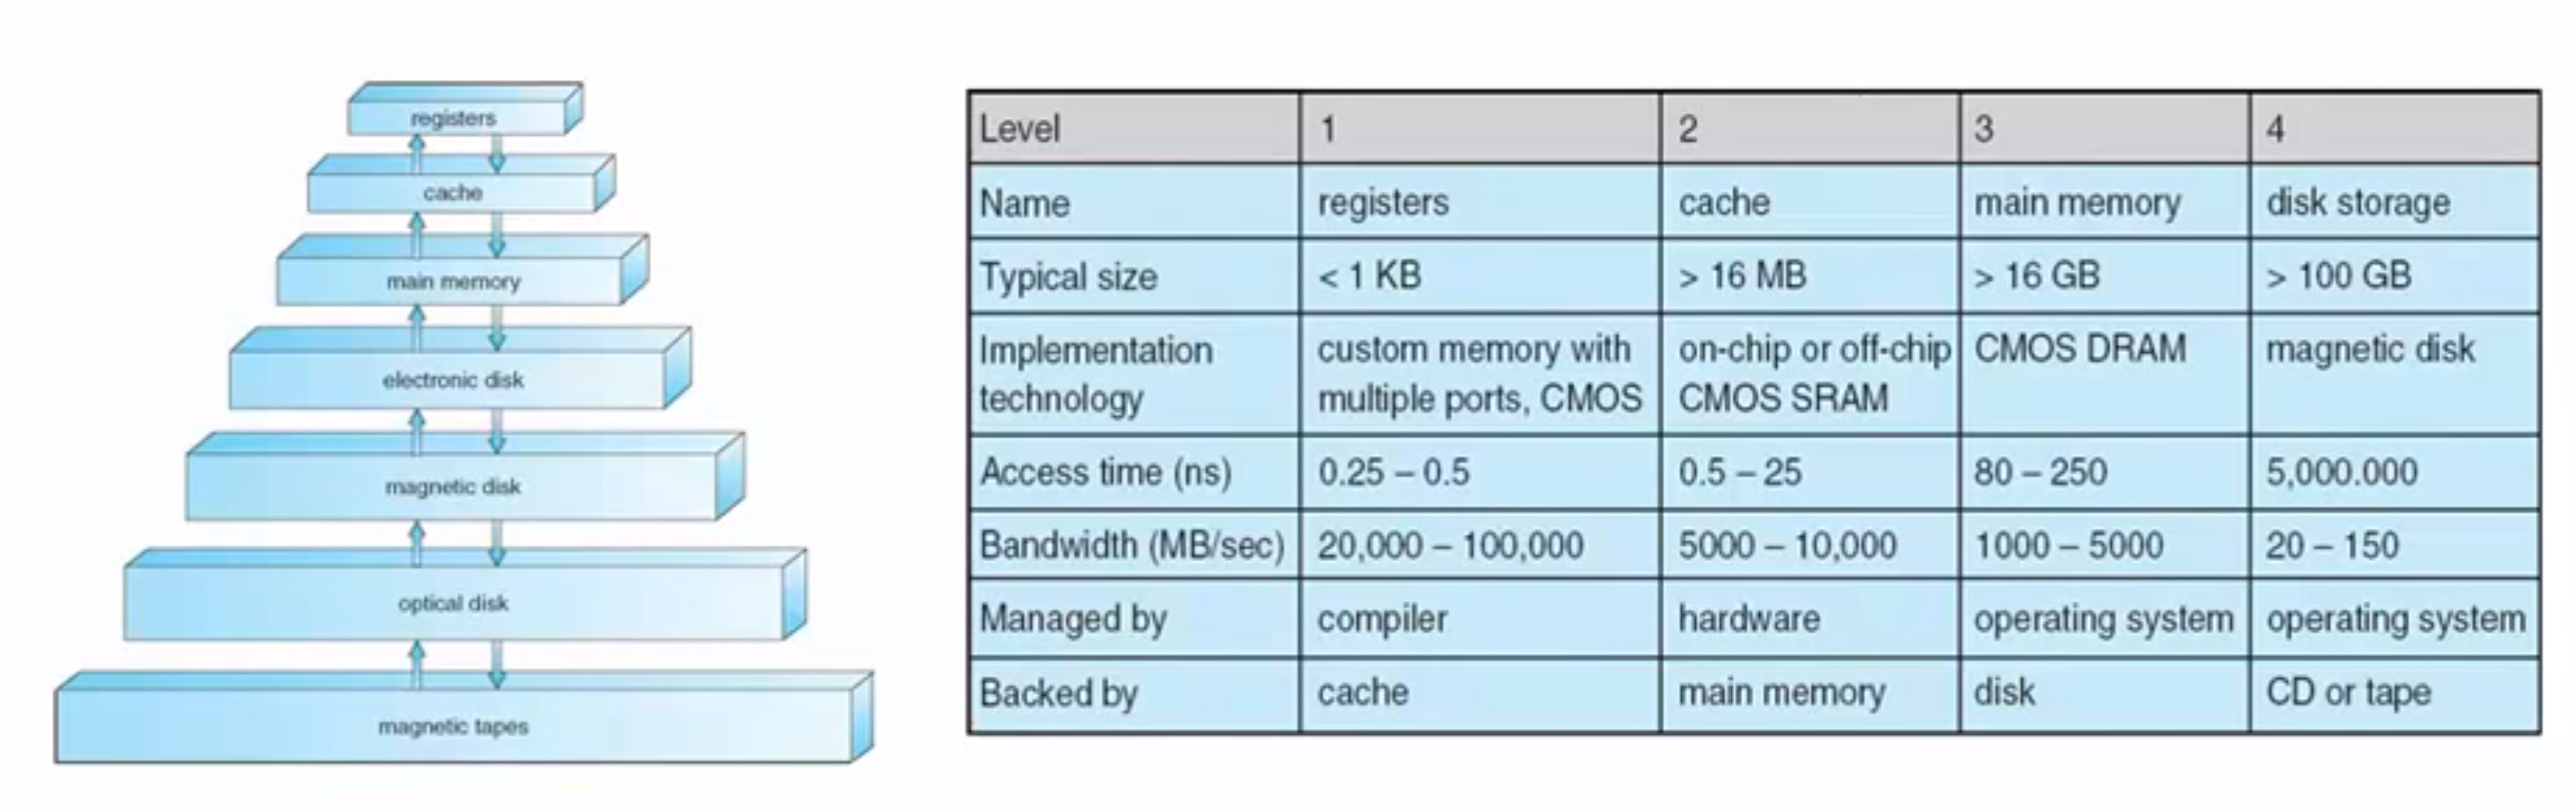 registers
cache
main memory
electronic disk
magnetic disk
optical disk
magnetic tapes
Level 1 2 3 4
Name registers cache main memory disk storage
Typical size < 1 KB > 16 MB > 16 GB > 100 GB
Implementation custom memory with on-chip or off-chip CMOS DRAM magnetic disk
technology multiple ports, CMOS CMOS SRAM
Access time (ns) 0.25 – 0.5 0.5 – 25 80 – 250 5,000.000
Bandwidth (MB/sec) 20,000 – 100,000 5000 – 10,000 1000 – 5000 20 – 150
Managed by compiler hardware operating system operating system
Backed by cache main memory disk CD or tape